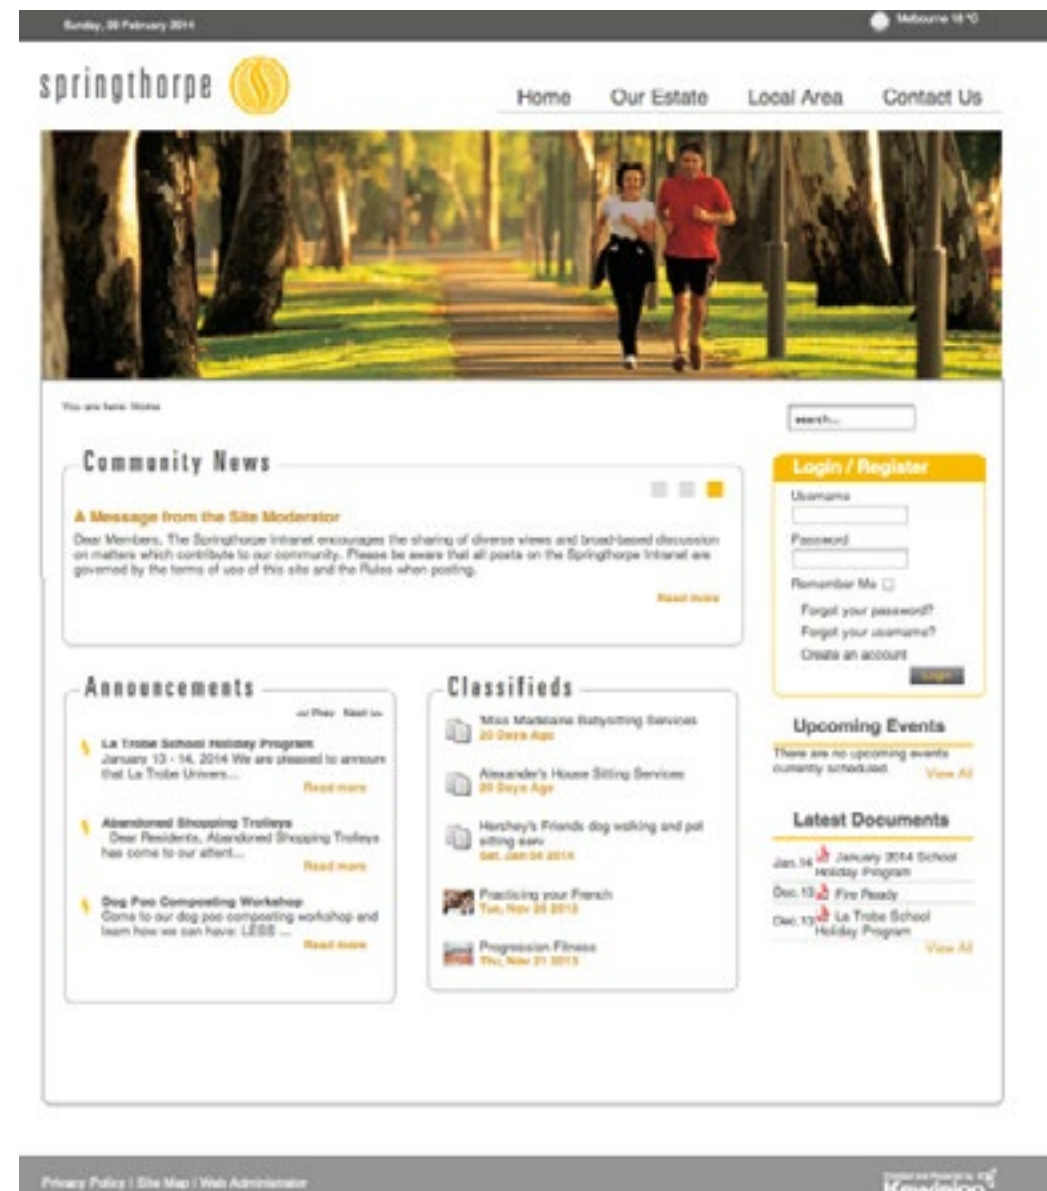 Sunday, 09 February 2014
Melbourne 18 °C
springthorpe
Home Our Estate Local Area Contact Us
You are here: Home
search...
Community News
A Message from the Site Moderator
Dear Members, The Springthorpe Intranet encourages the sharing of diverse views and broad-based discussion
on matters which contribute to our community. Please be aware that all posts on the Springthorpe Intranet are
governed by the terms of use of this site and the Rules when posting.
Read more
Login / Register
Username
Password
Remember Me
Forgot your password?
Forgot your username?
Create an account
Login
Announcements
<< Prev Next >>
La Trobe School Holiday Program
January 13 - 14, 2014 We are pleased to announce
that La Trobe Univers...
Read more
Abandoned Shopping Trolleys
Dear Residents, Abandoned Shopping Trolleys
has come to our attent...
Read more
Dog Poo Composting Workshop
Come to our dog poo composting workshop and
learn how we can have: LESS ...
Read more
Classifieds
'Miss Madelaine Babysitting Services
20 Days Ago
Alexander's House Sitting Services
20 Days Ago
Hershey's Friends dog walking and pet
sitting serv
Sat, Jan 04 2014
Practicing your French
Tue, Nov 26 2013
Progression Fitness
Thu, Nov 21 2013
Upcoming Events
There are no upcoming events
currently scheduled.
View All
Latest Documents
Jan.14 January 2014 School
Holiday Program
Dec.13 Fire Ready
Dec.13 La Trobe School
Holiday Program
View All
Privacy Policy | Site Map | Web Administrator